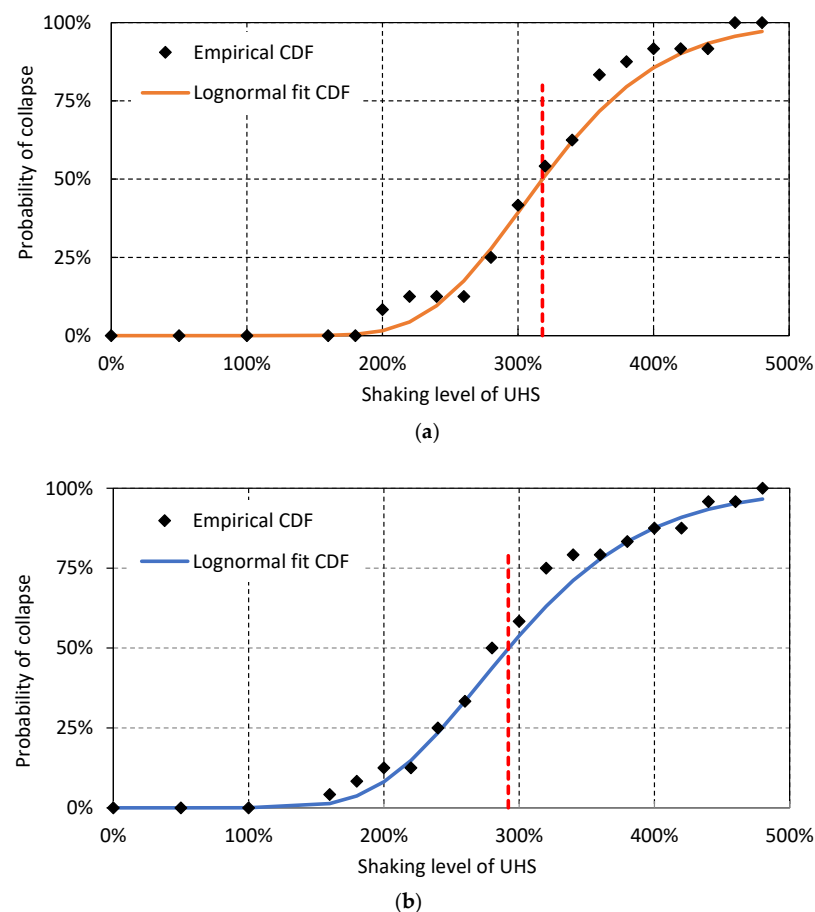 100%
75%
50%
25%
0%
Probability of collapse
Empirical CDF
Lognormal fit CDF
0% 100% 200% 300% 400% 500%
Shaking level of UHS
(a)
100%
75%
50%
25%
0%
Probability of collapse
Empirical CDF
Lognormal fit CDF
0% 100% 200% 300% 400% 500%
Shaking level of UHS
(b)